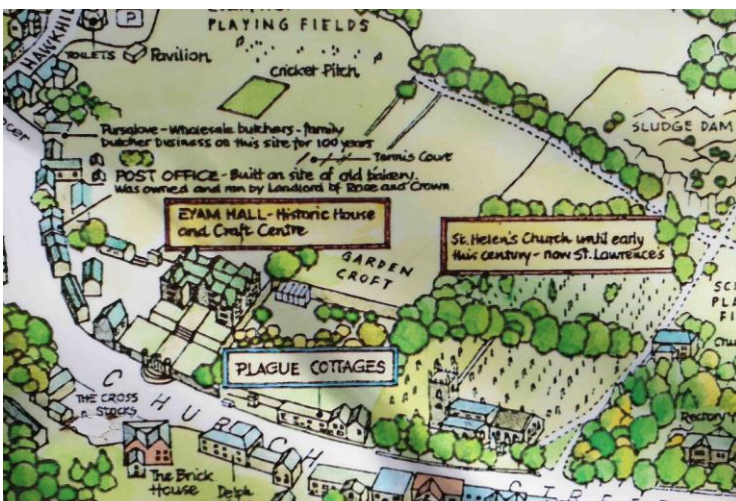 PLAYING FIELDS
HAWKHILL
P
TOILETS
Pavilion
Cricket Pitch
SLUDGE DAM
Pursglove - Wholesale butchers - family
butcher business on this site for 100 years
Tennis Court
POST OFFICE - Built on site of old bakery.
Was owned and run by Landlord of Rose and Crown.
EYAM HALL - Historic House
and Craft Centre
St. Helen's Church until early
this century - now St. Lawrence's
GARDEN
CROFT
PLAGUE COTTAGES
THE CROSS
Stocks
CHURCH
The Brick
House
Delph
Rectory